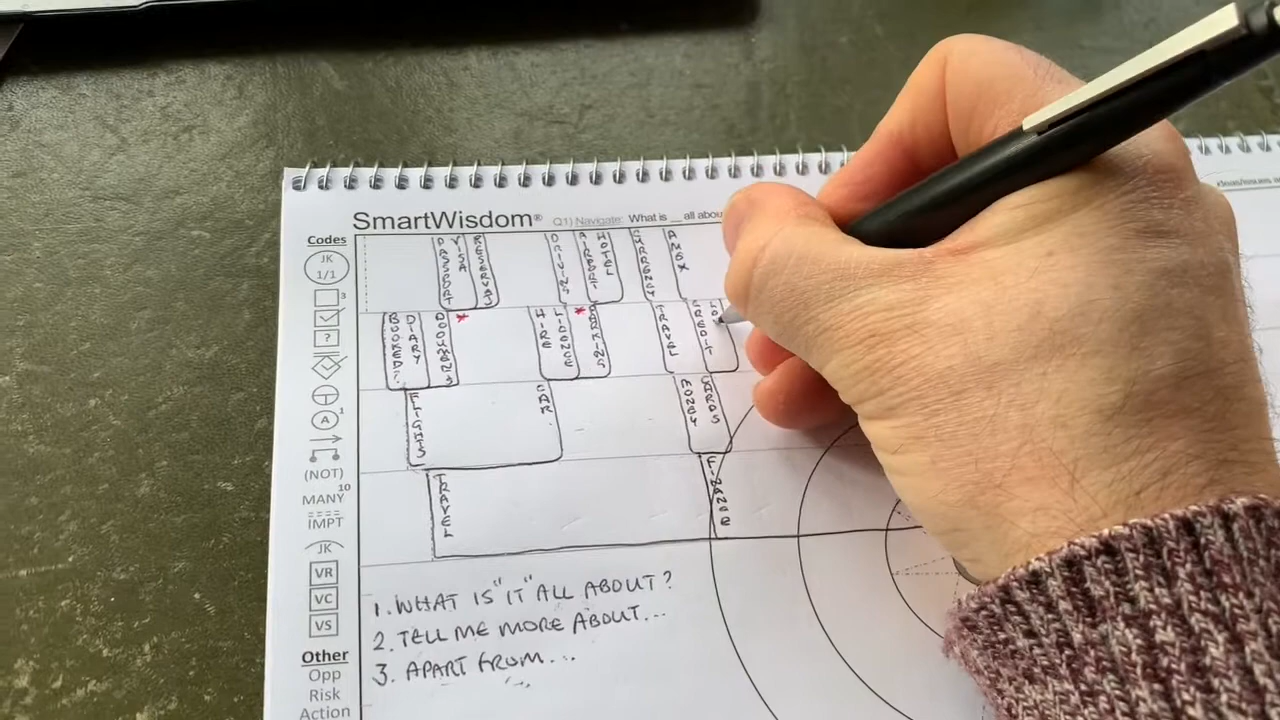 SmartWisdom® Q1) Navigate: What is __ all abou
Codes
JK
1/1
3
?
A 1
(NOT)
MANY 10
IMPT
JK
VR
VC
VS
Other
Opp
Risk
Action
PASSPORT
VISA
DRIVING
AIRPORT
HOTEL
CURRENCY
AMEX
BOOKED?
DIARY
HIRE
LICENCE
*
*
PARKING
TRAVEL
CREDIT
FLIGHTS
CAR
MONEY
CARDS
TRAVEL
FINANCE
1. WHAT IS "IT" ALL ABOUT?
2. TELL ME MORE ABOUT...
3. APART FROM...